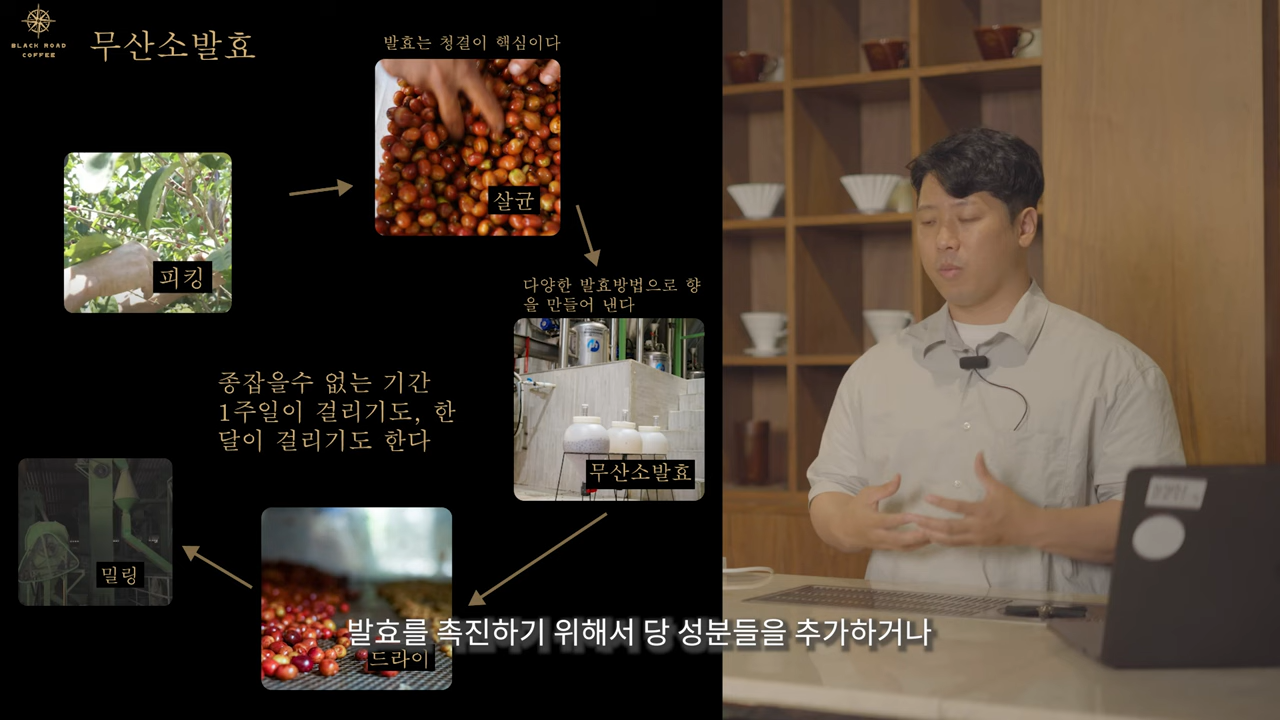 BLACK ROAD
COFFEE
무산소발효
발효는 청결이 핵심이다
살균
피킹
다양한 발효방법으로 향
을 만들어 낸다
무산소발효
종잡을수 없는 기간
1주일이 걸리기도, 한
달이 걸리기도 한다
밀링
드라이
발효를 촉진하기 위해서 당 성분들을 추가하거나